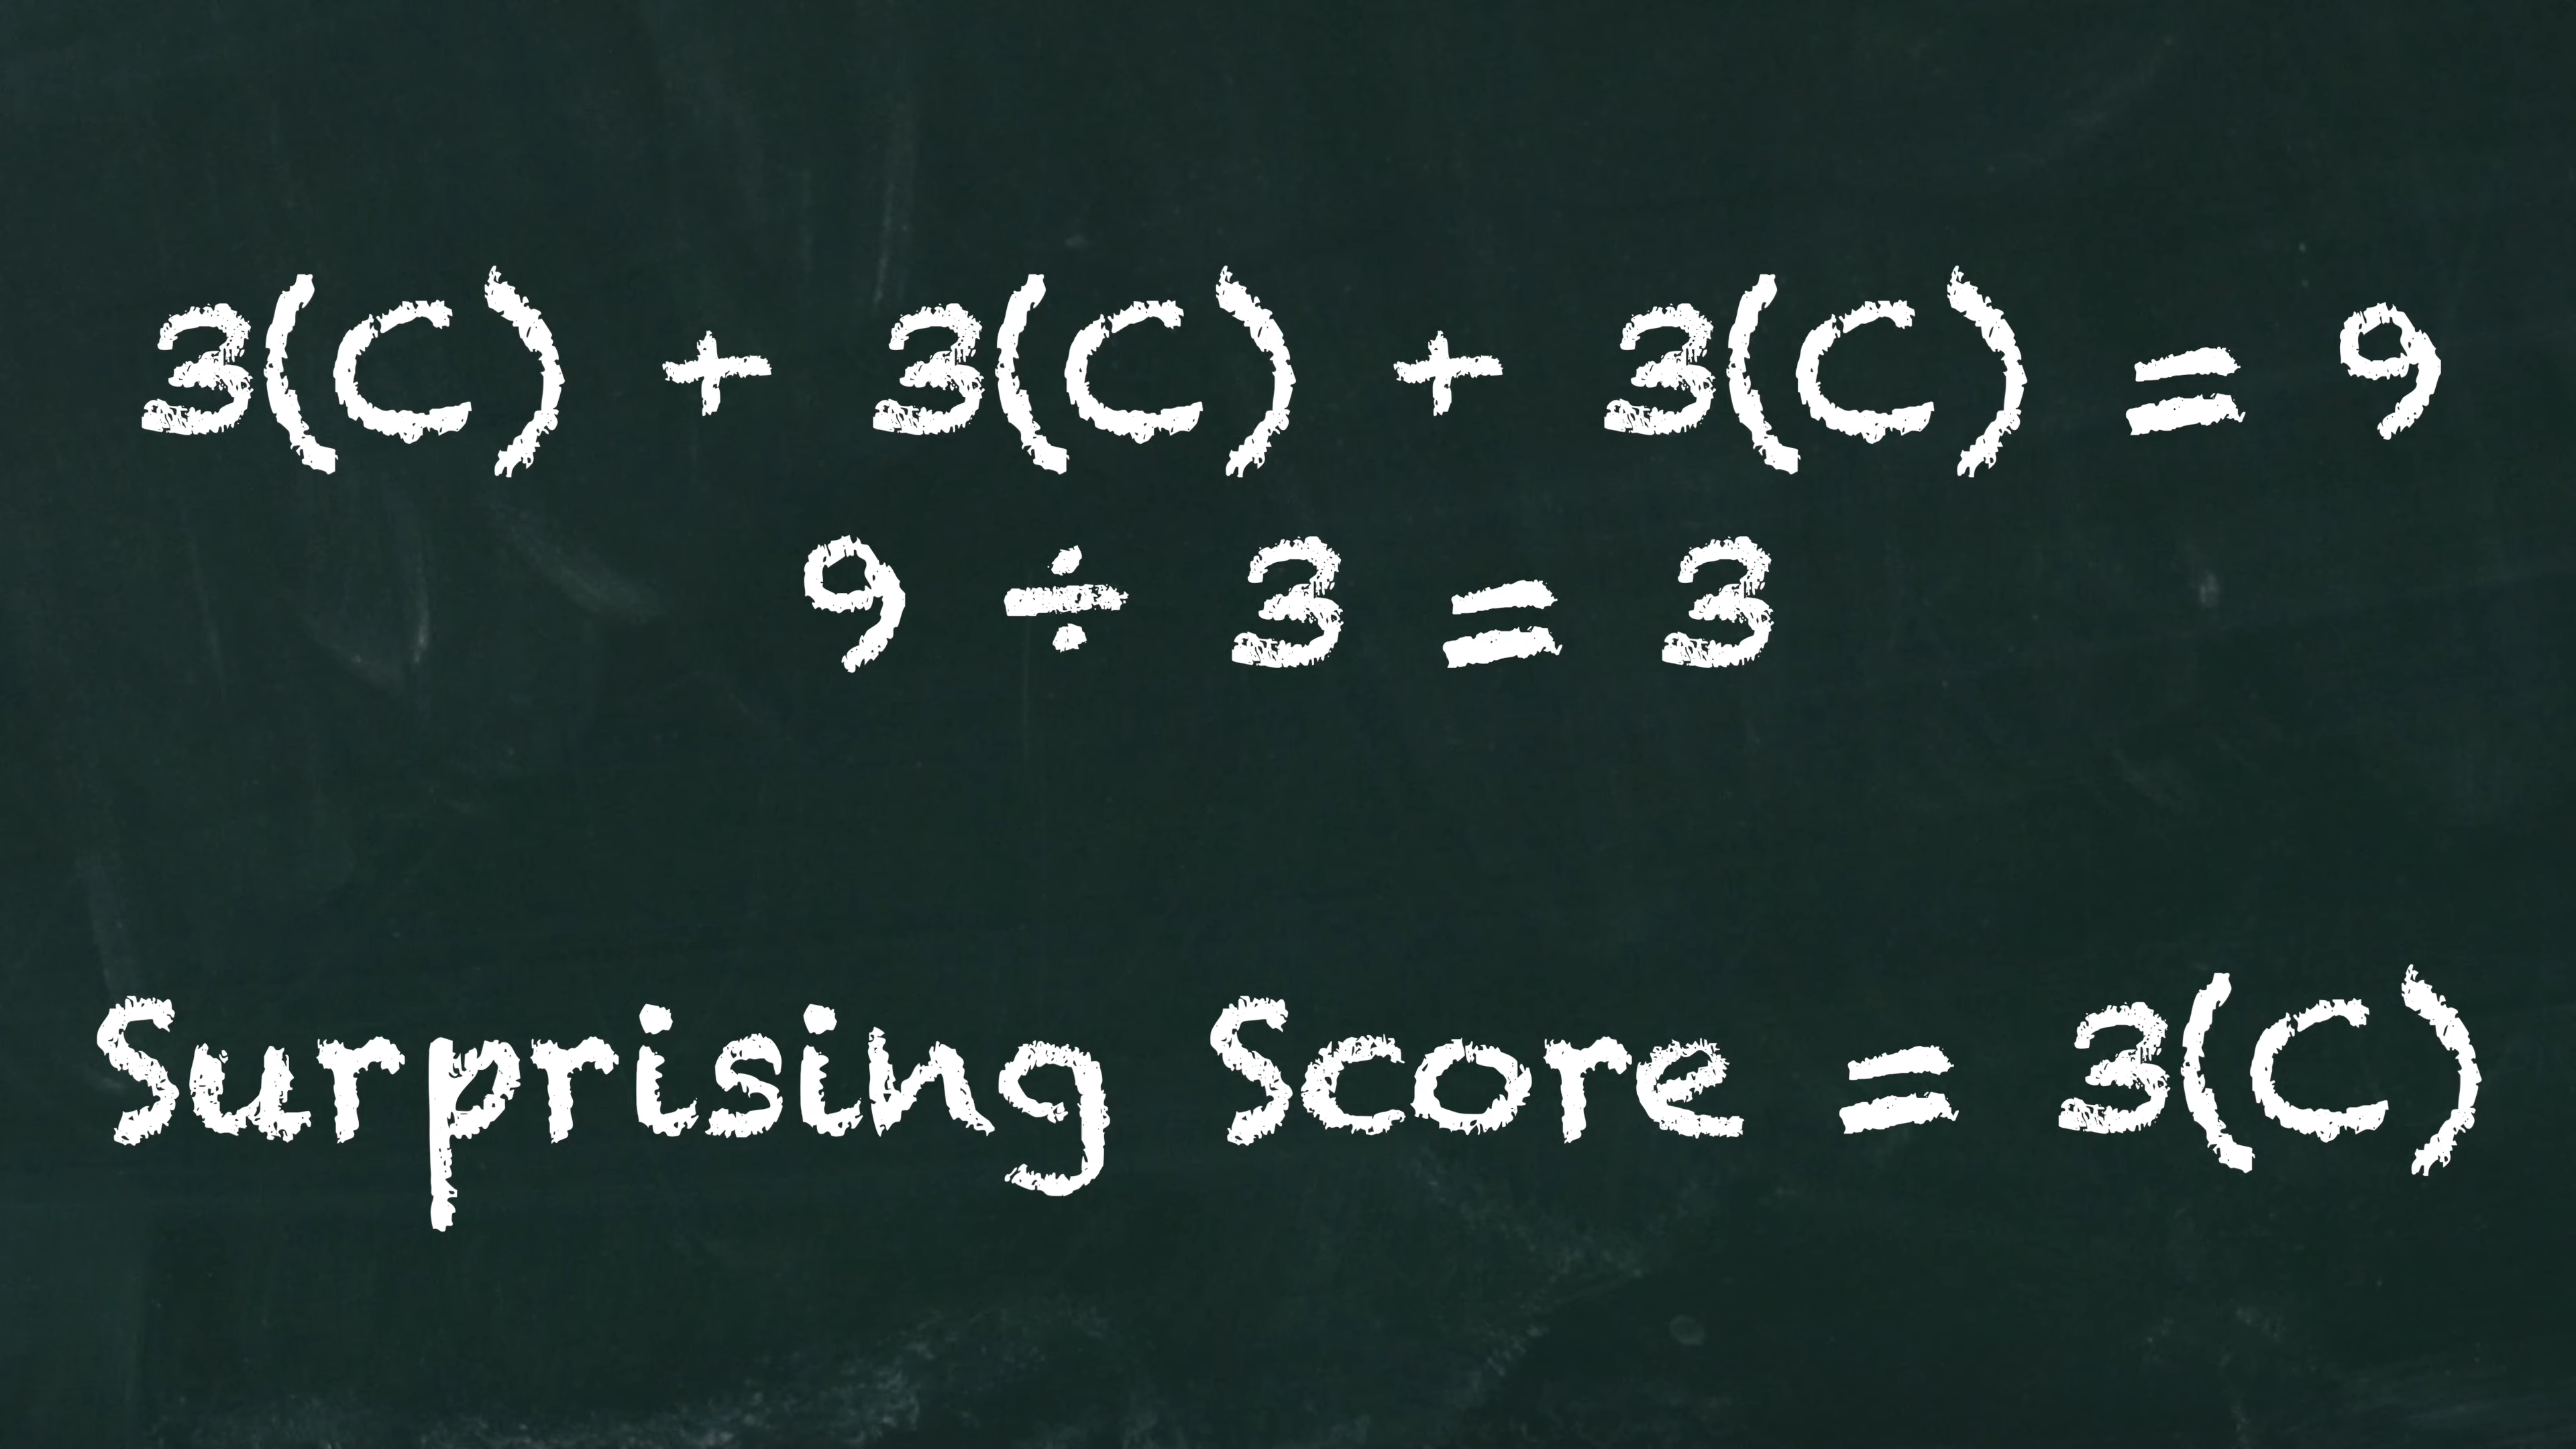 3(C) + 3(C) + 3(C) = 9
9 ÷ 3 = 3
Surprising Score = 3(C)